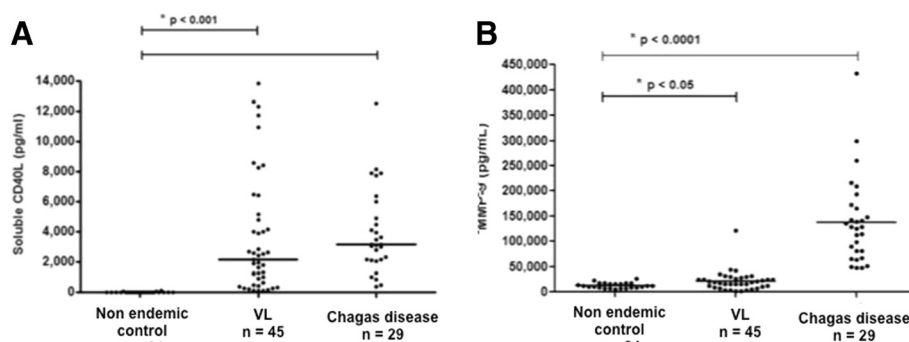 A
* p < 0.001
Soluble CD40L (pg/ml)
14,000
12,000
10,000
8,000
6,000
4,000
2,000
0
Non endemic
control
VL
n = 45
Chagas disease
n = 29
B
* p < 0.0001
* p < 0.05
(pg/mL)
450,000
400,000
350,000
300,000
250,000
200,000
150,000
100,000
50,000
0
Non endemic
control
VL
n = 45
Chagas disease
n = 29